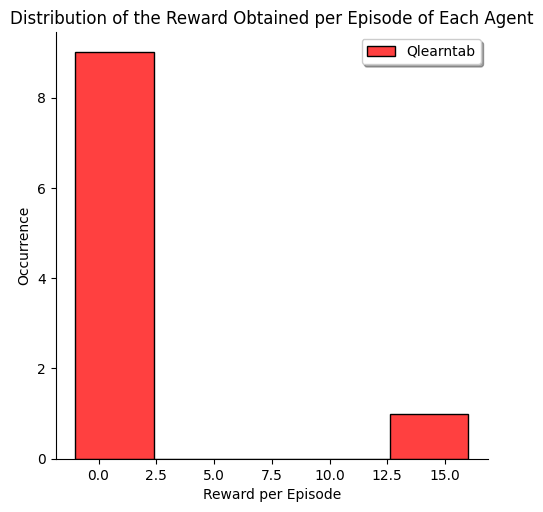 Distribution of the Reward Obtained per Episode of Each Agent
Qlearntab
Occurrence
8
6
4
2
0
0.0 2.5 5.0 7.5 10.0 12.5 15.0
Reward per Episode